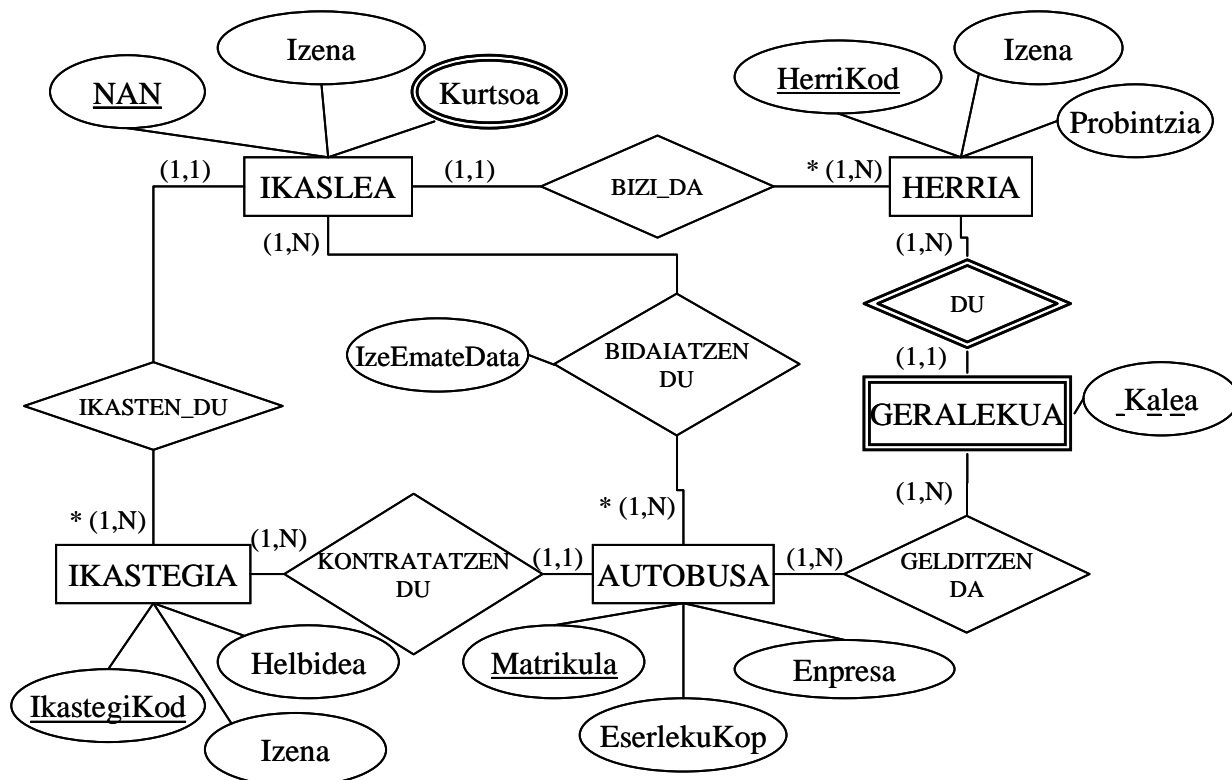 Izena
Izena
NAN
HerriKod
Kurtsoa
Probintzia
(1,1)
IKASLEA
(1,1)
BIZI_DA
* (1,N)
HERRIA
(1,N)
(1,N)
DU
IzeEmateData
BIDAIATZEN
DU
(1,1)
IKASTEN_DU
GERALEKUA
Kalea
* (1,N)
* (1,N)
(1,N)
(1,N)
KONTRATATZEN
DU
(1,1)
(1,N)
GELDITZEN
DA
IKASTEGIA
AUTOBUSA
Helbidea
Matrikula
Enpresa
IkastegiKod
Izena
EserlekuKop